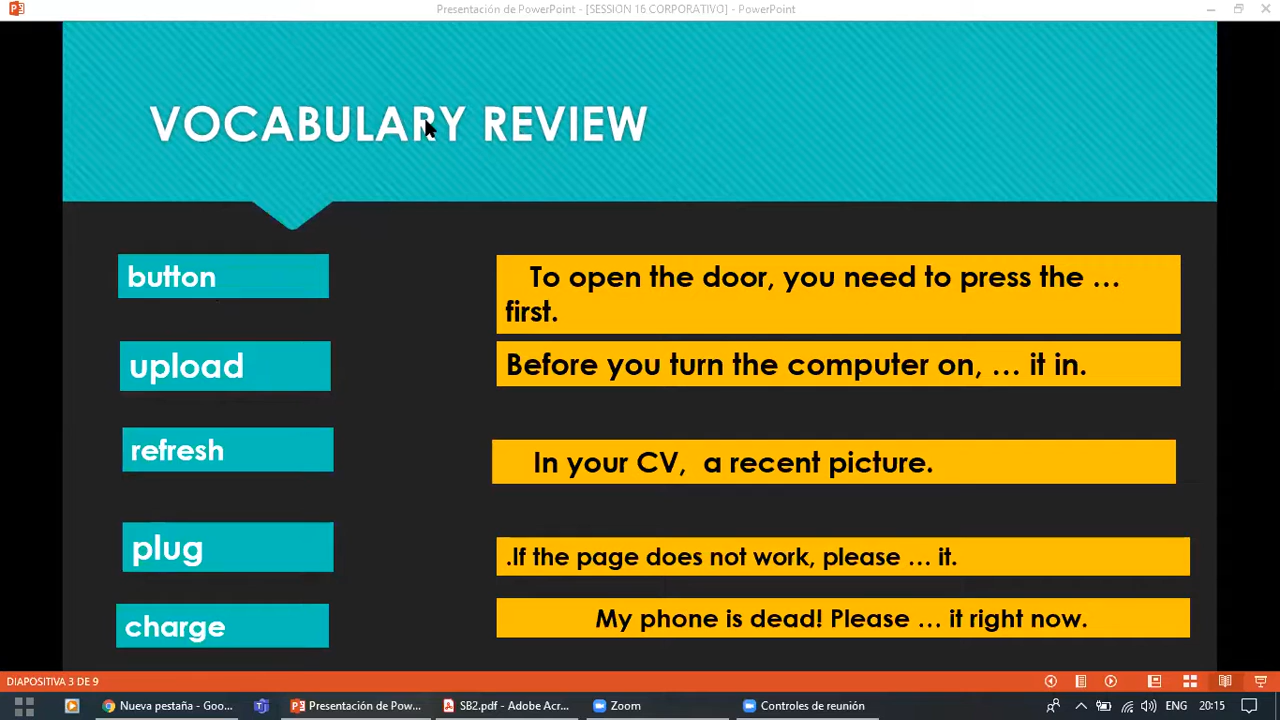 Presentación de PowerPoint - [SESSION 16 CORPORATIVO] - PowerPoint
VOCABULARY REVIEW
button
To open the door, you need to press the …
first.
upload
Before you turn the computer on, … it in.
refresh
In your CV,  a recent picture.
plug
.If the page does not work, please … it.
charge
My phone is dead! Please … it right now.
DIAPOSITIVA 3 DE 9
Nueva pestaña - Goo...
Presentación de Pow...
SB2.pdf - Adobe Acr...
Zoom
Controles de reunión
ENG
20:15